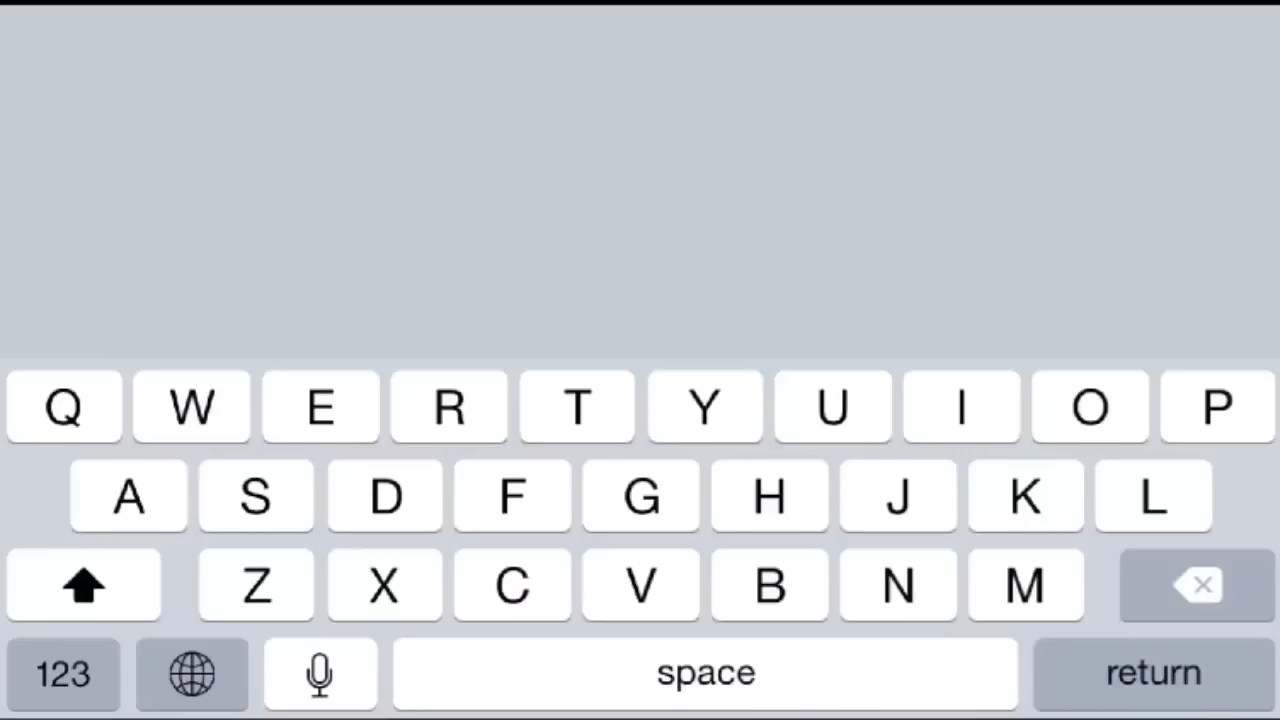 Q W E R T Y U I O P
A S D F G H J K L
Z X C V B N M
123 space return